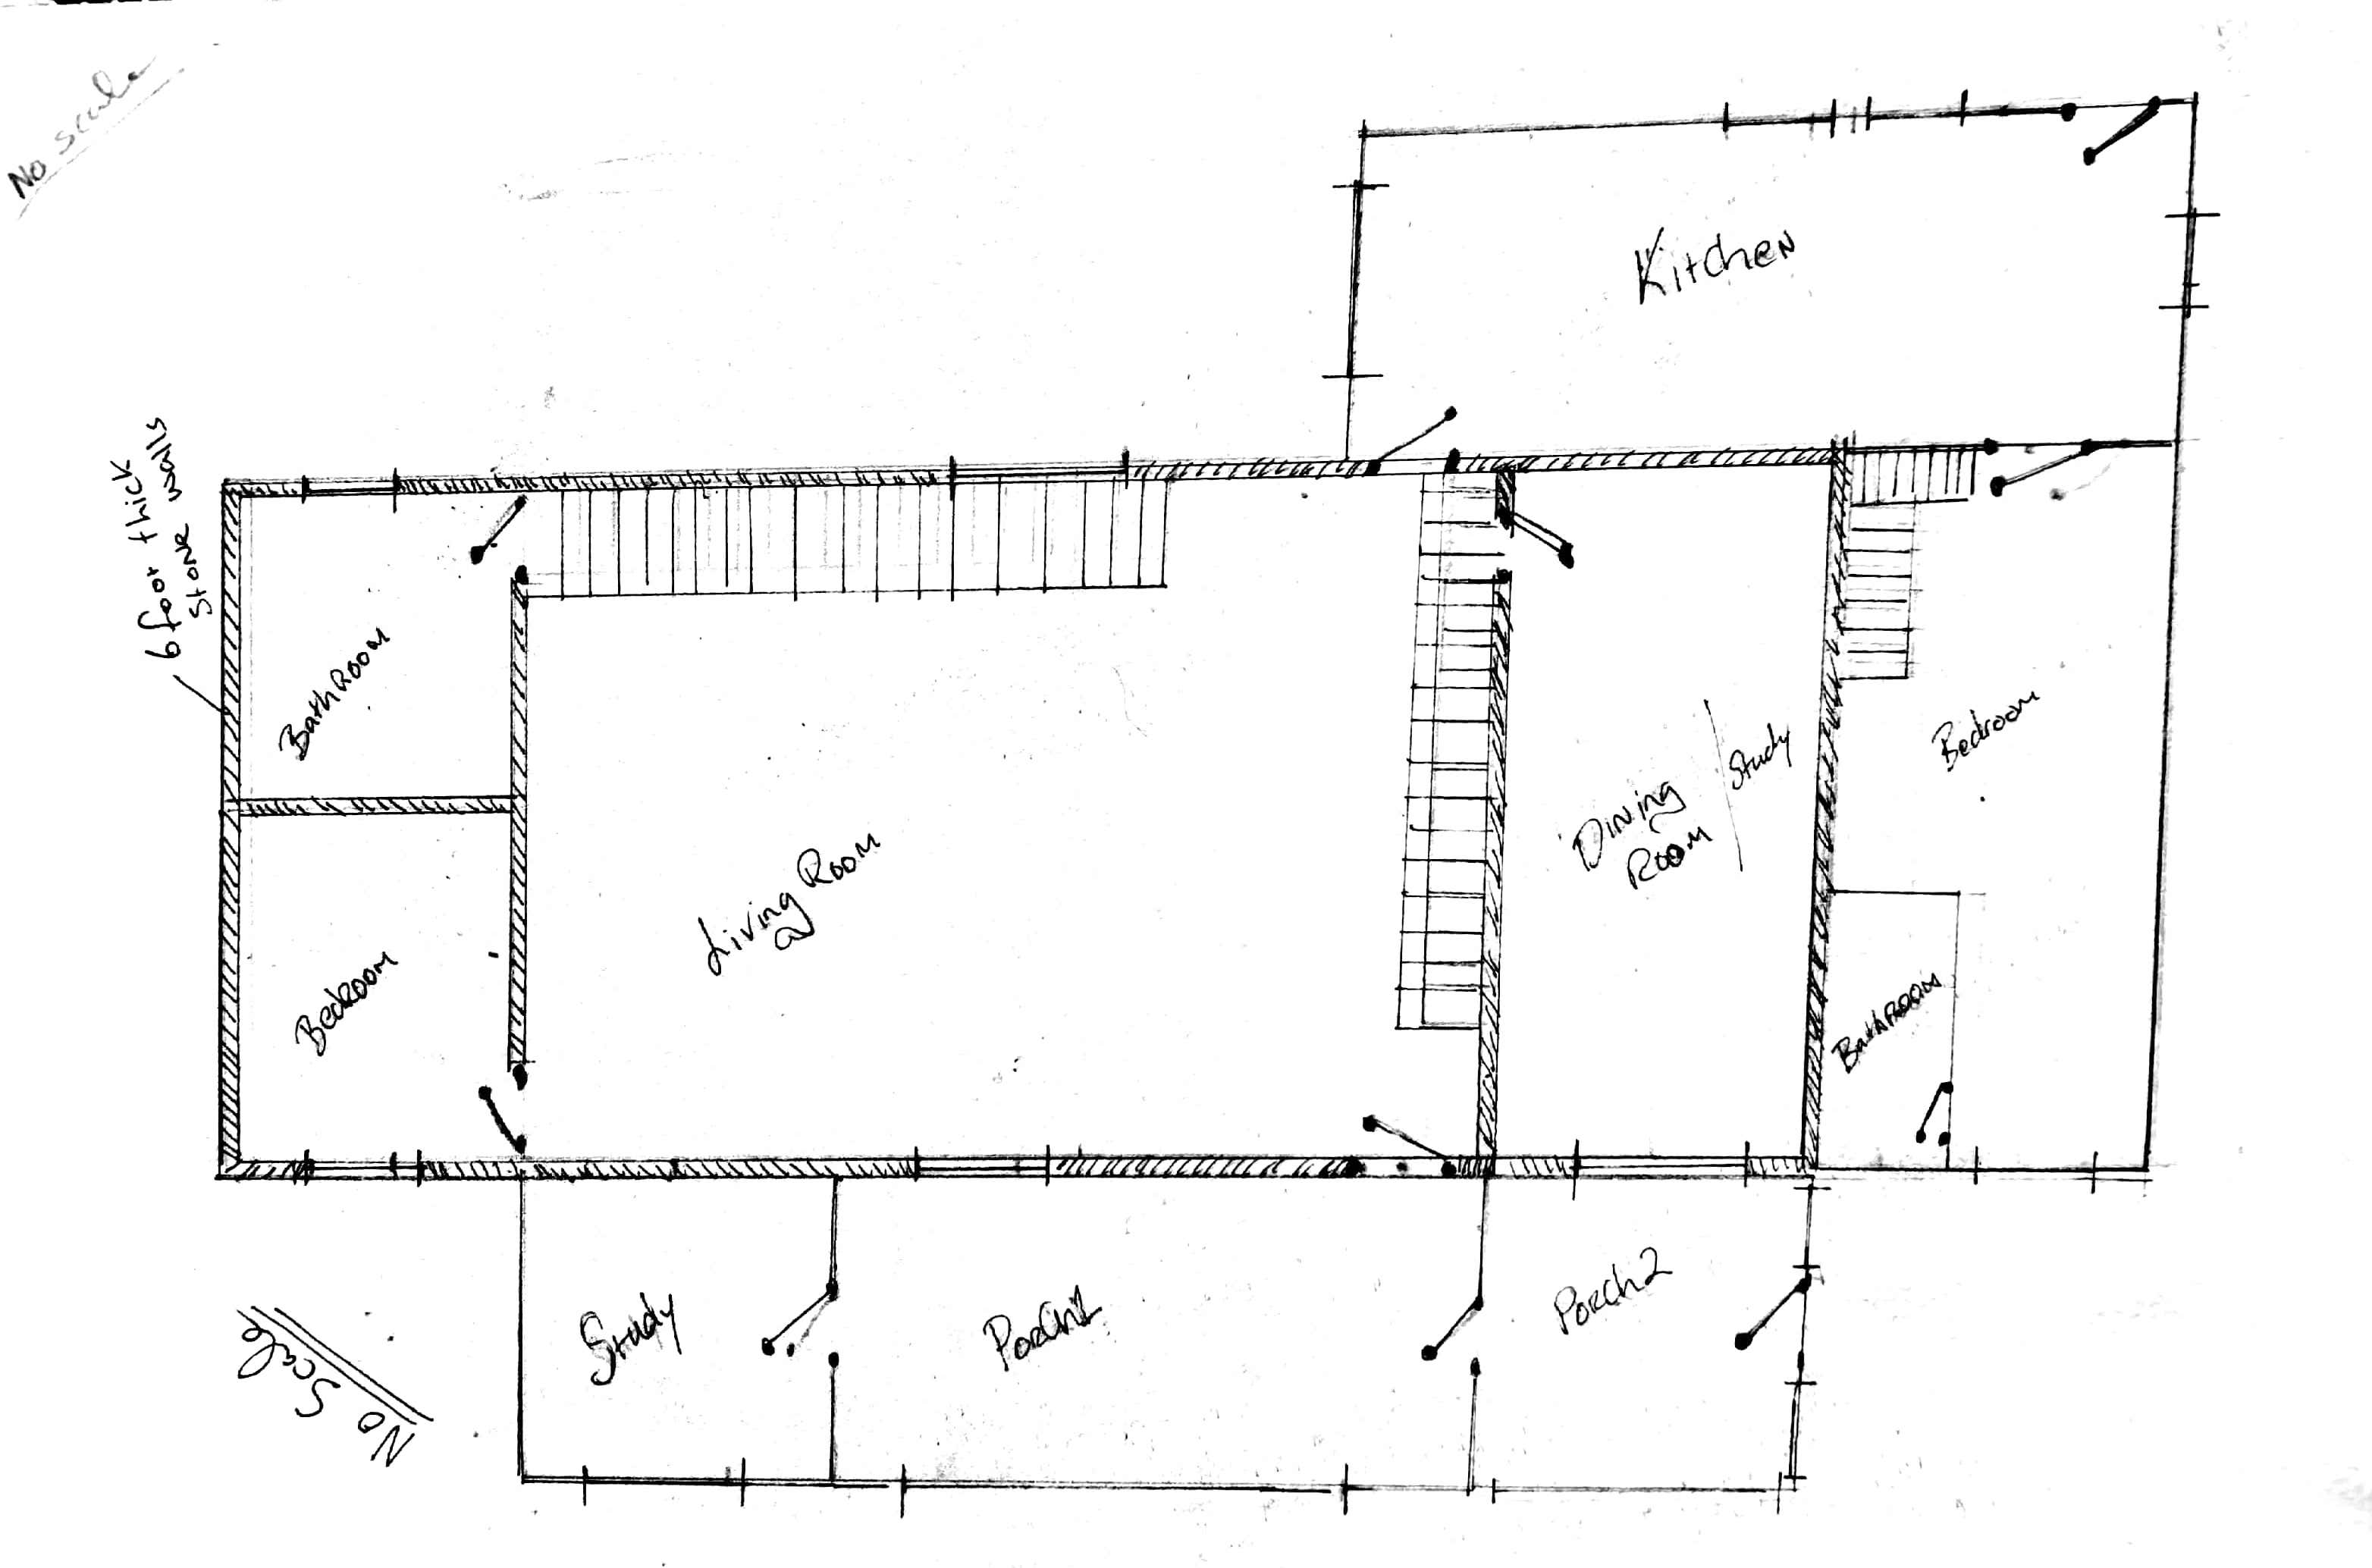 No scale
Kitchen
6 foot thick
stone walls
Bathroom
Bedroom
Living Room
Dining
Room
Study
Bedroom
Bathroom
Study
Porch1
Porch2
No
Scale